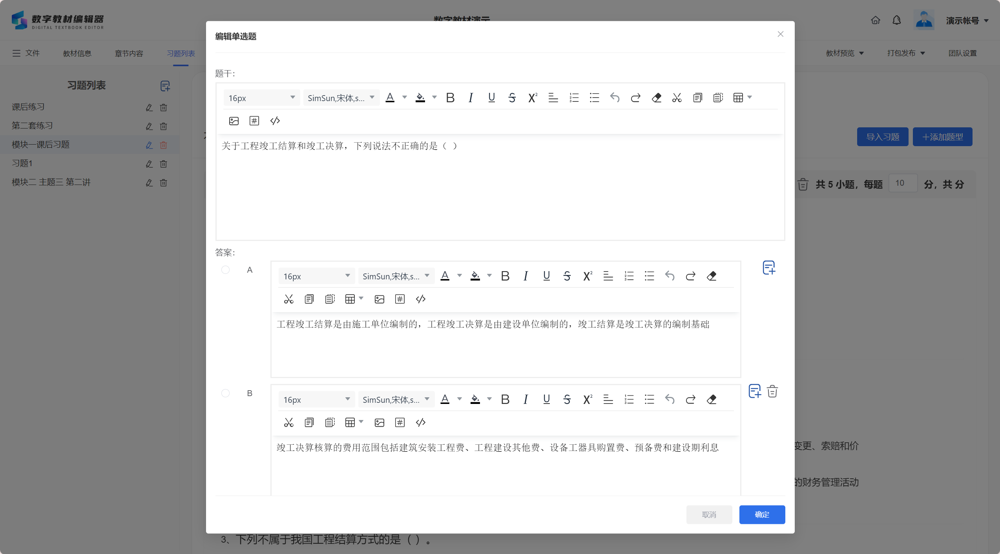 数字教材编辑器
DIGITAL TEXTBOOK EDITOR
数字教材演示
演示帐号
文件
教材信息
章节内容
习题列表
教材预览
打包发布
团队设置
习题列表
课后练习
第二套练习
模块一课后习题
习题1
模块二 主题三 第二讲
导入习题
+添加题型
共 5 小题，每题 10 分，共 分
编辑单选题
题干：
16px
SimSun,宋体,s...
关于工程竣工结算和竣工决算，下列说法不正确的是（ ）
答案：
A
16px
SimSun,宋体,s...
工程竣工结算是由施工单位编制的，工程竣工决算是由建设单位编制的，竣工结算是竣工决算的编制基础
B
16px
SimSun,宋体,s...
竣工决算核算的费用范围包括建筑安装工程费、工程建设其他费、设备工器具购置费、预备费和建设期利息
变更、索赔和价
的财务管理活动
取消
确定
3、下列不属于我国工程结算方式的是（ ）。